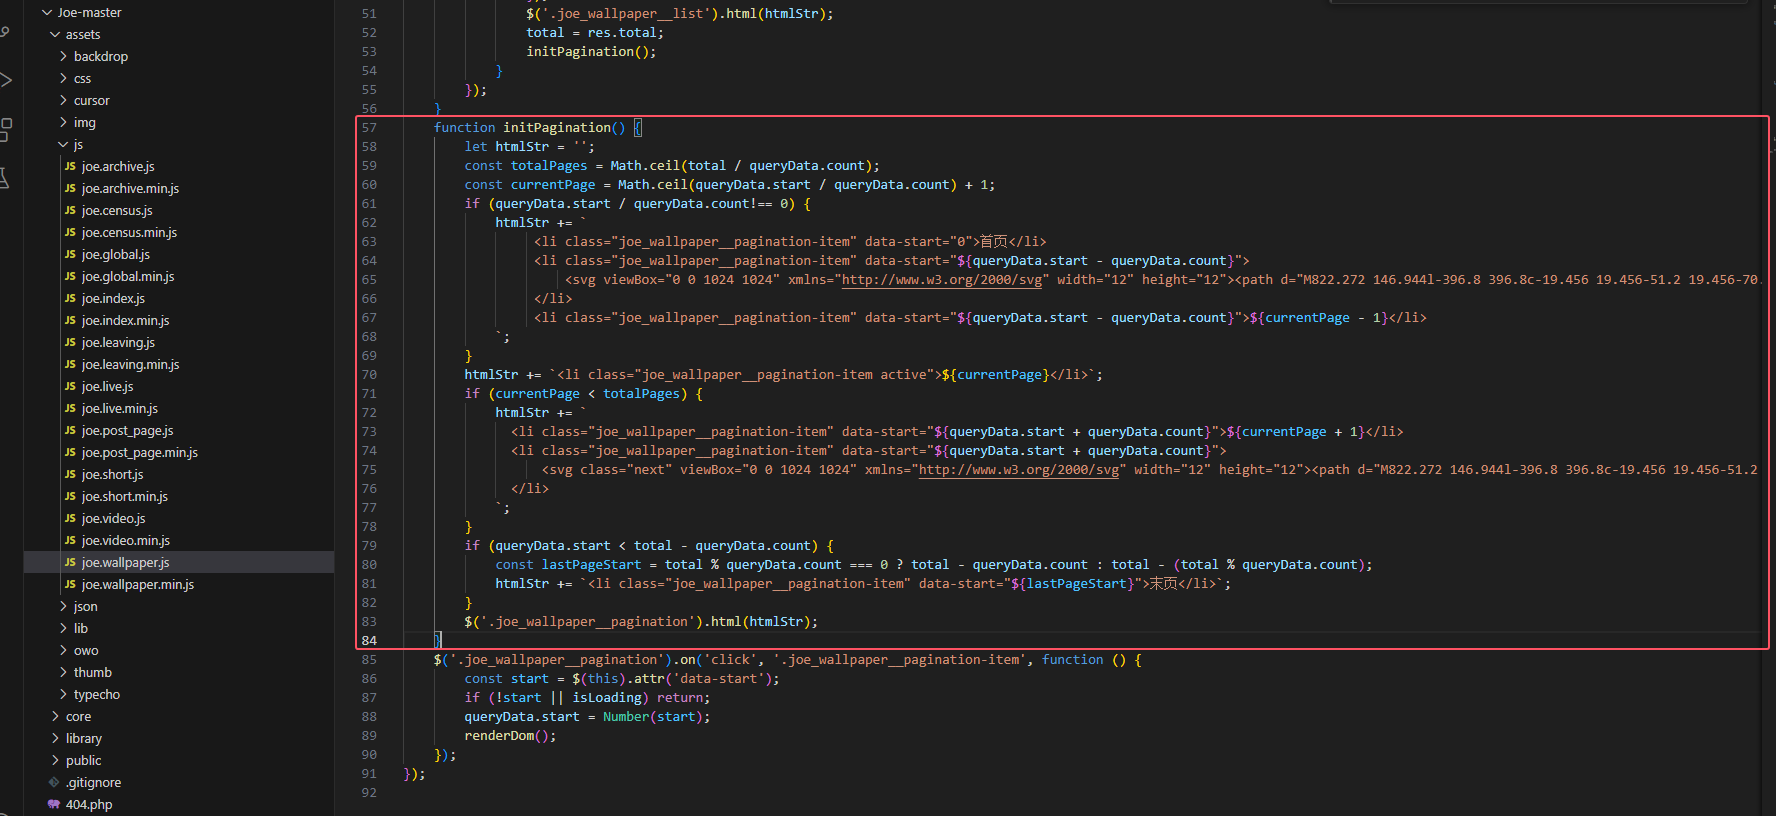 Joe-master
assets
backdrop
css
cursor
img
js
JS joe.archive.js
JS joe.archive.min.js
JS joe.census.js
JS joe.census.min.js
JS joe.global.js
JS joe.global.min.js
JS joe.index.js
JS joe.index.min.js
JS joe.leaving.js
JS joe.leaving.min.js
JS joe.live.js
JS joe.live.min.js
JS joe.post_page.js
JS joe.post_page.min.js
JS joe.short.js
JS joe.short.min.js
JS joe.video.js
JS joe.video.min.js
JS joe.wallpaper.js
JS joe.wallpaper.min.js
json
lib
owo
thumb
typecho
core
library
public
.gitignore
404.php
51 $('.joe_wallpaper__list').html(htmlStr);
52 total = res.total;
53 initPagination();
54 }
55 });
56 }
57 function initPagination() {
58 let htmlStr = '';
59 const totalPages = Math.ceil(total / queryData.count);
60 const currentPage = Math.ceil(queryData.start / queryData.count) + 1;
61 if (queryData.start / queryData.count!== 0) {
62 htmlStr += `
63 <li class="joe_wallpaper__pagination-item" data-start="0">首页</li>
64 <li class="joe_wallpaper__pagination-item" data-start="${queryData.start - queryData.count}">
65 <svg viewBox="0 0 1024 1024" xmlns="http://www.w3.org/2000/svg" width="12" height="12"><path d="M822.272 146.944l-396.8 396.8c-19.456 19.456-51.2 19.456-70.
66 </li>
67 <li class="joe_wallpaper__pagination-item" data-start="${queryData.start - queryData.count}">${currentPage - 1}</li>
68 `;
69 }
70 htmlStr += `<li class="joe_wallpaper__pagination-item active">${currentPage}</li>`;
71 if (currentPage < totalPages) {
72 htmlStr += `
73 <li class="joe_wallpaper__pagination-item" data-start="${queryData.start + queryData.count}">${currentPage + 1}</li>
74 <li class="joe_wallpaper__pagination-item" data-start="${queryData.start + queryData.count}">
75 <svg class="next" viewBox="0 0 1024 1024" xmlns="http://www.w3.org/2000/svg" width="12" height="12"><path d="M822.272 146.944l-396.8 396.8c-19.456 19.456-51.2
76 </li>
77 `;
78 }
79 if (queryData.start < total - queryData.count) {
80 const lastPageStart = total % queryData.count === 0 ? total - queryData.count : total - (total % queryData.count);
81 htmlStr += `<li class="joe_wallpaper__pagination-item" data-start="${lastPageStart}">末页</li>`;
82 }
83 $('.joe_wallpaper__pagination').html(htmlStr);
84 }
85 $('.joe_wallpaper__pagination').on('click', '.joe_wallpaper__pagination-item', function () {
86 const start = $(this).attr('data-start');
87 if (!start || isLoading) return;
88 queryData.start = Number(start);
89 renderDom();
90 });
91 });
92